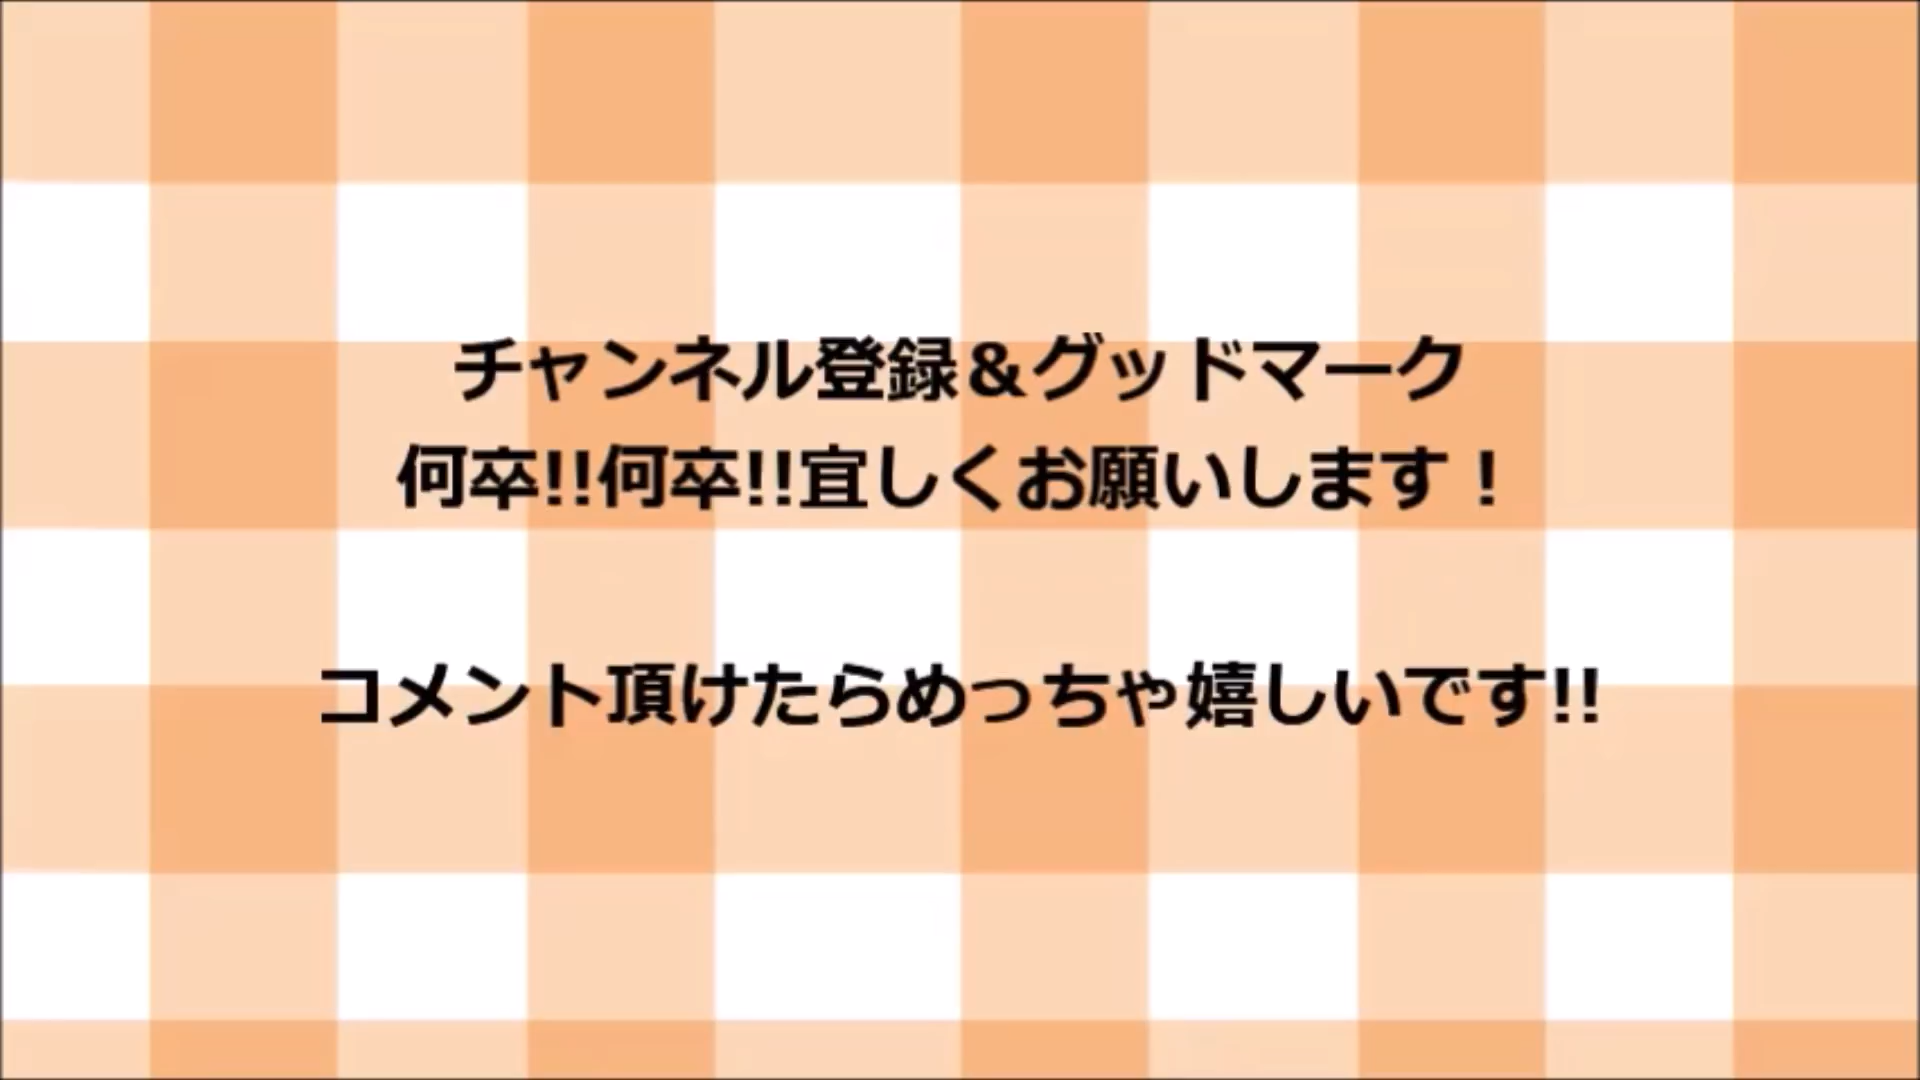 チャンネル登録＆グッドマーク
何卒!!何卒!!宜しくお願いします！
コメント頂けたらめっちゃ嬉しいです!!